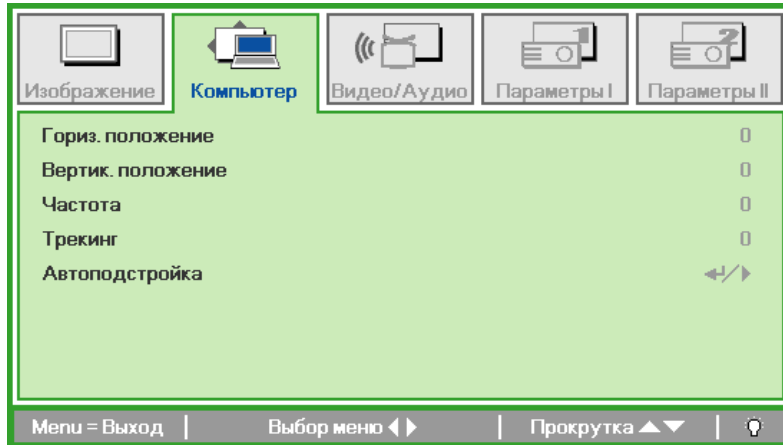 Изображение Компьютер Видео/Аудио Параметры I Параметры II
Гориз. положение 0
Вертик. положение 0
Частота 0
Трекинг 0
Автоподстройка
Menu = Выход Выбор меню Прокрутка